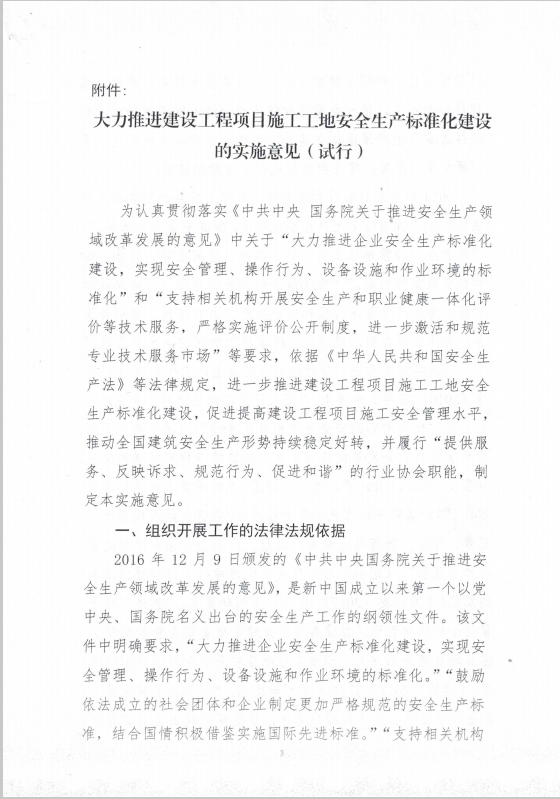 附件:
大力推进建设工程项目施工工地安全生产标准化建设
的实施意见（试行）
为认真贯彻落实《中共中央 国务院关于推进安全生产领
域改革发展的意见》中关于“大力推进企业安全生产标准化
建设，实现安全管理、操作行为、设备设施和作业环境的标
准化”和“支持相关机构开展安全生产和职业健康一体化评
价等技术服务，严格实施评价公开制度，进一步激活和规范
专业技术服务市场”等要求，依据《中华人民共和国安全生
产法》等法律规定，进一步推进建设工程项目施工工地安全
生产标准化建设，促进提高建设工程项目施工安全管理水平，
推动全国建筑安全生产形势持续稳定好转，并履行“提供服
务、反映诉求、规范行为、促进和谐”的行业协会职能，制
定本实施意见。
一、组织开展工作的法律法规依据
2016 年 12 月 9 日颁发的《中共中央国务院关于推进安
全生产领域改革发展的意见》，是新中国成立以来第一个以党
中央、国务院名义出台的安全生产工作的纲领性文件。该文
件中明确要求，“大力推进企业安全生产标准化建设，实现安
全管理、操作行为、设备设施和作业环境的标准化。”“鼓励
依法成立的社会团体和企业制定更加严格规范的安全生产标
准，结合国情积极借鉴实施国际先进标准。”“支持相关机构
3